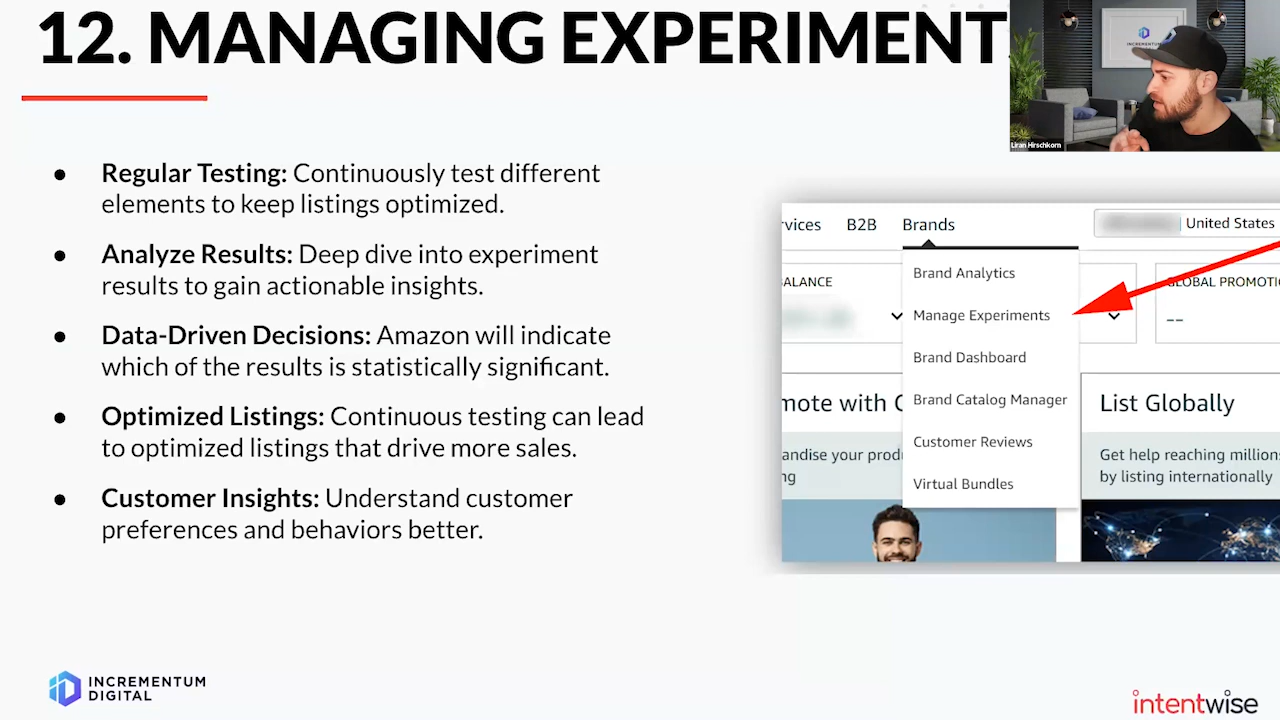 12. MANAGING EXPERIMENT
INCREMENTUM
Liran Hirschkorn
● Regular Testing: Continuously test different
elements to keep listings optimized.
● Analyze Results: Deep dive into experiment
results to gain actionable insights.
● Data-Driven Decisions: Amazon will indicate
which of the results is statistically significant.
● Optimized Listings: Continuous testing can lead
to optimized listings that drive more sales.
● Customer Insights: Understand customer
preferences and behaviors better.
rvices B2B Brands United States
ALANCE
GLOBAL PROMOTIO
--
Brand Analytics
Manage Experiments
Brand Dashboard
Brand Catalog Manager
Customer Reviews
Virtual Bundles
mote with C
andise your produ
ng
List Globally
Get help reaching millions
by listing internationally
INCREMENTUM
DIGITAL
intentwise